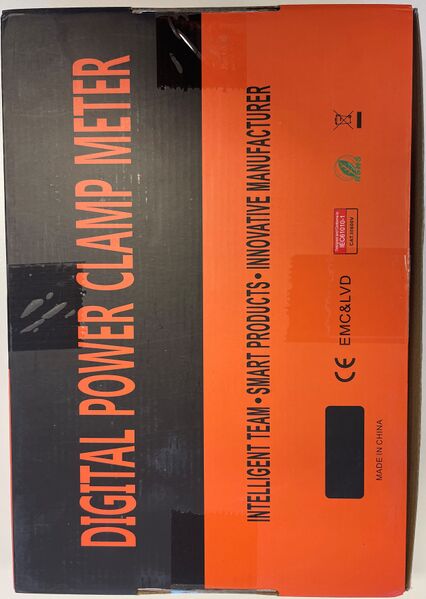 DIGITAL POWER CLAMP METER
INTELLIGENT TEAM • SMART PRODUCTS • INNOVATIVE MANUFACTURER
CE EMC&LVD
IEC61010-1
CAT.III600V
RoHS
MADE IN CHINA